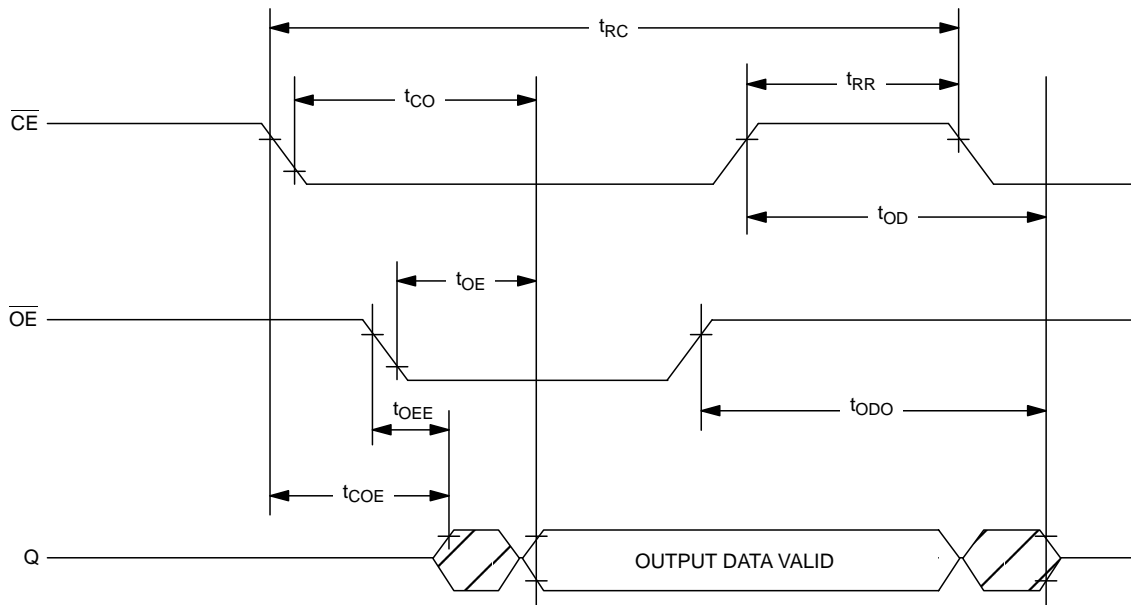 tRC
tRR
tCO
CE
tOD
tOE
OE
tOEE
tODO
tCOE
Q
OUTPUT DATA VALID